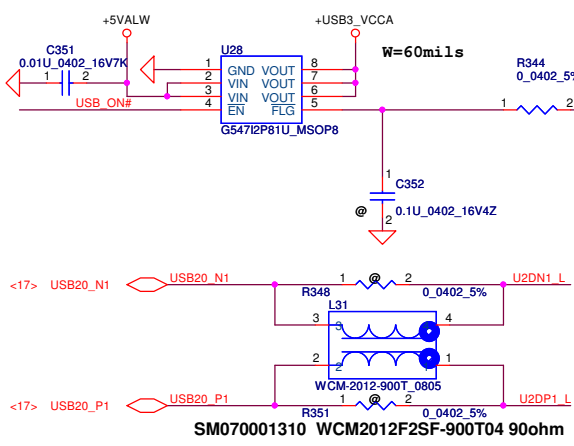 +5VALW
+USB3_VCCA
C351
0.01U_0402_16V7K
1 2
U28
W=60mils
R344
0_0402_5%
1 GND VOUT 8
2 VIN VOUT 7
3 VIN VOUT 6
4 EN FLG 5
USB_ON#
G547I2P81U_MSOP8
1 2
1
C352
@
0.1U_0402_16V4Z
2
<17> USB20_N1
USB20_N1
1 @ 2
R348
0_0402_5%
U2DN1_L
L31
3 3 4
2 2 1
WCM-2012-900T_0805
<17> USB20_P1
USB20_P1
1 @ 2
R351
0_0402_5%
U2DP1_L
SM070001310 WCM2012F2SF-900T04 90ohm